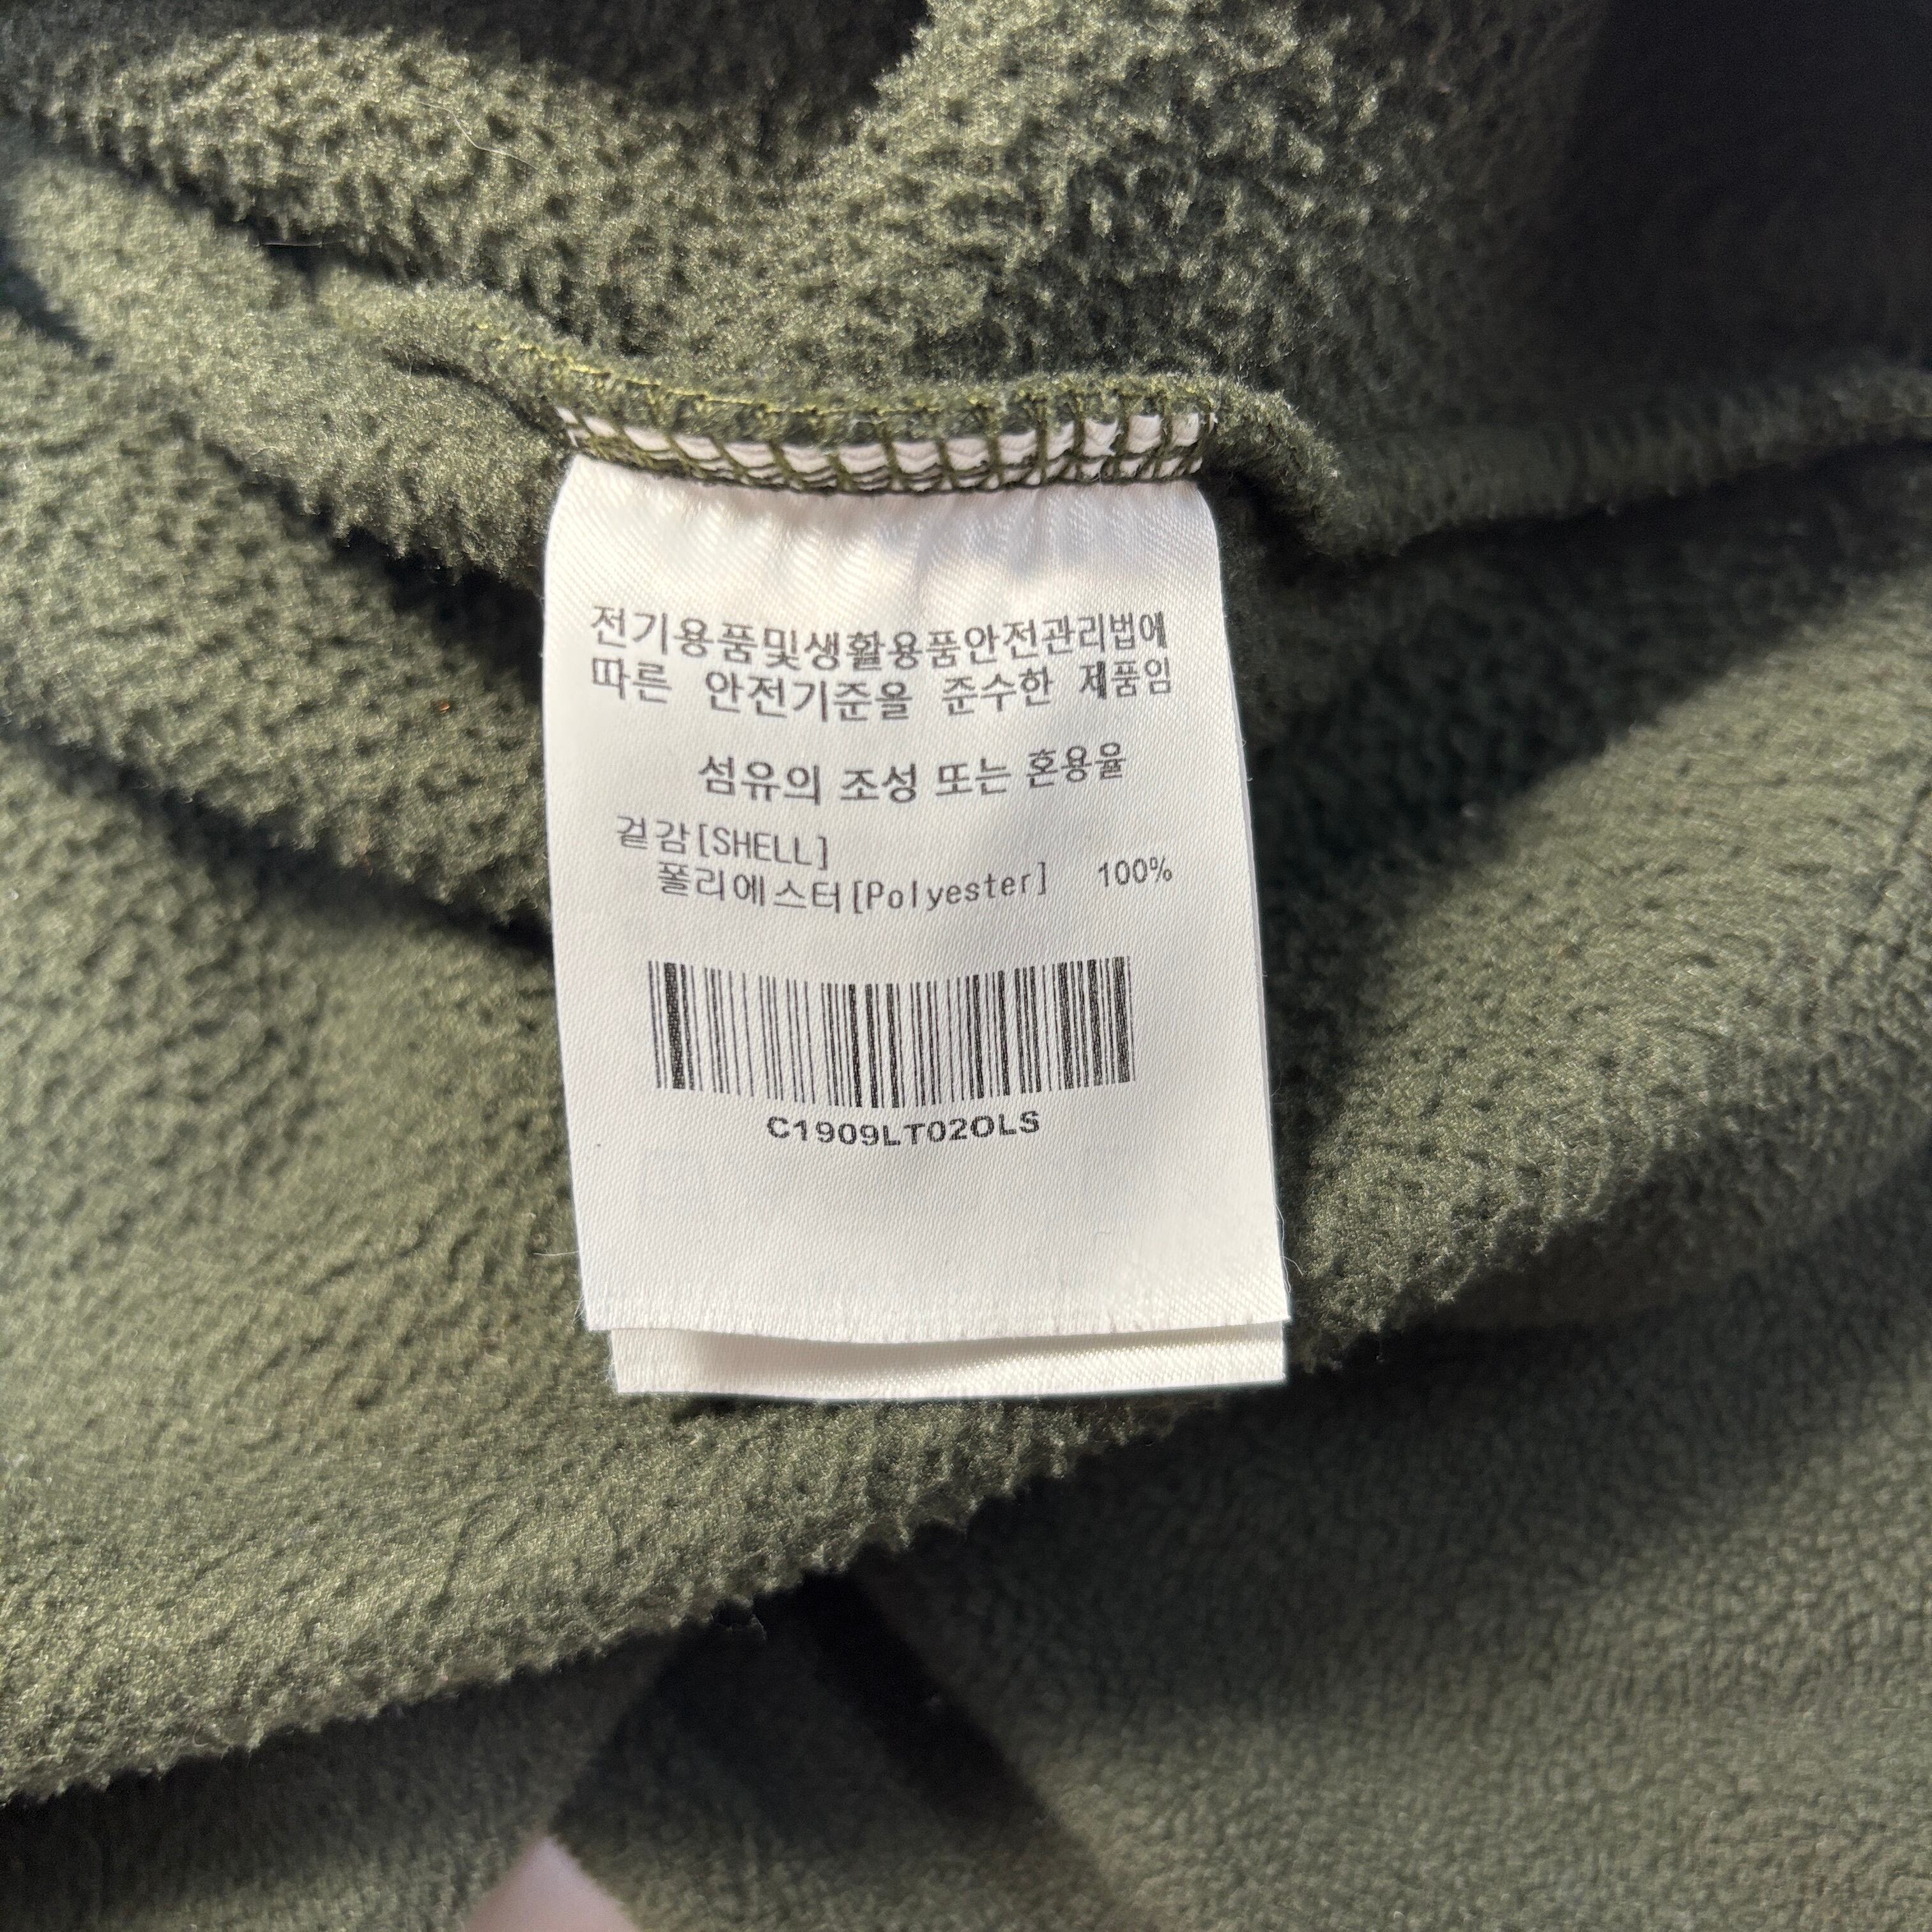 전기용품및생활용품안전관리법에
따른 안전기준을 준수한 제품임
섬유의 조성 또는 혼용율
겉감[SHELL]
폴리에스터[Polyester] 100%
C1909LT02OLS